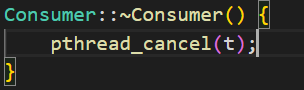 Consumer::~Consumer() {
    pthread_cancel(t);
}